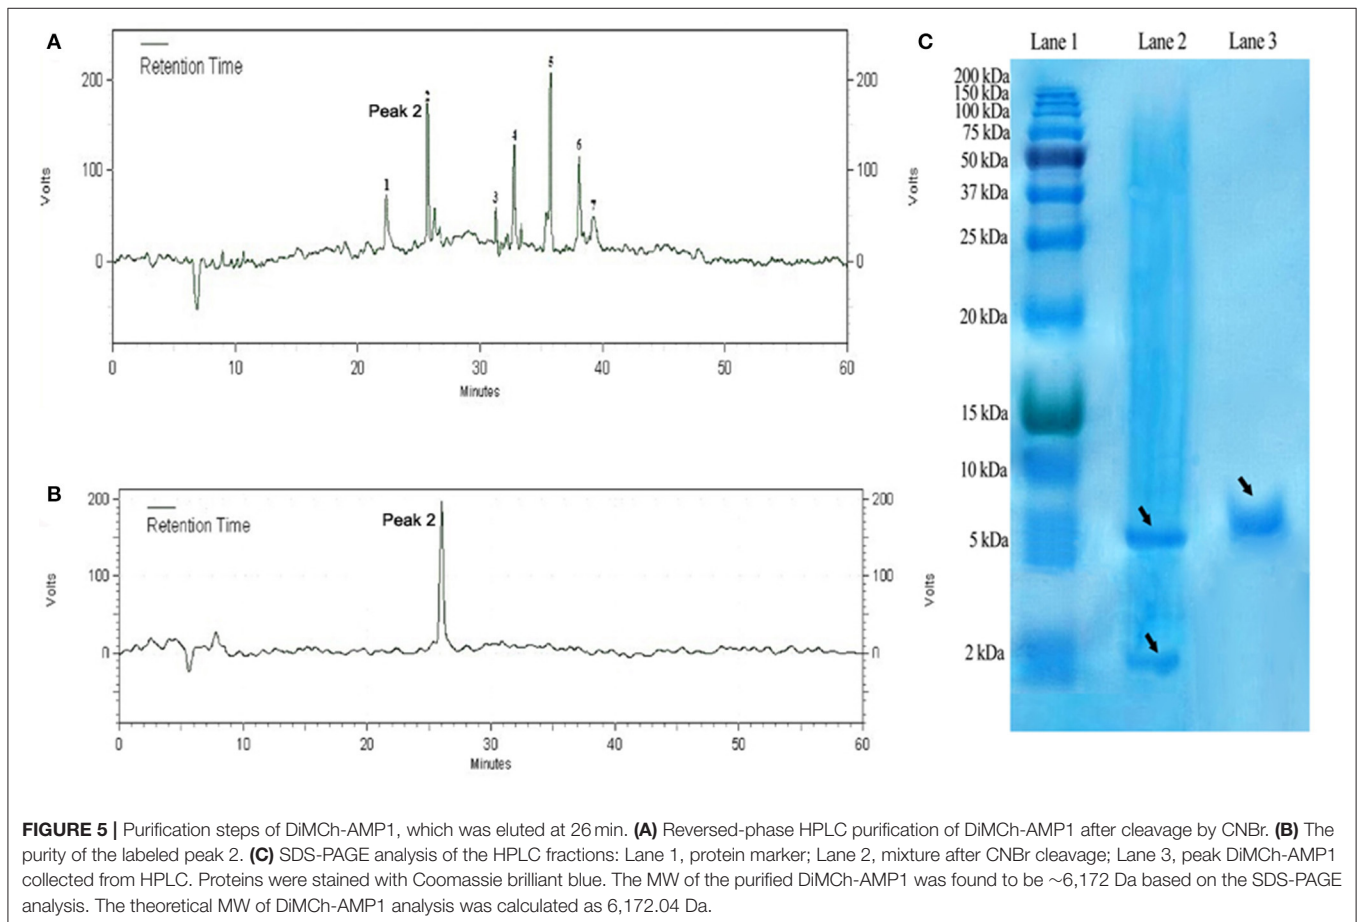 A
Retention Time
Volts
200
100
0
Peak 2
1
2
3
4
5
6
7
200
100
0
Volts
0
10
20
30
40
50
60
Minutes
B
Retention Time
Volts
200
100
0
Peak 2
200
100
0
Volts
0
10
20
30
40
50
60
Minutes
C
Lane 1
Lane 2
Lane 3
200 kDa
150 kDa
100 kDa
75 kDa
50 kDa
37 kDa
25 kDa
20 kDa
15 kDa
10 kDa
5 kDa
2 kDa
FIGURE 5 | Purification steps of DiMCh-AMP1, which was eluted at 26 min. (A) Reversed-phase HPLC purification of DiMCh-AMP1 after cleavage by CNBr. (B) The
purity of the labeled peak 2. (C) SDS-PAGE analysis of the HPLC fractions: Lane 1, protein marker; Lane 2, mixture after CNBr cleavage; Lane 3, peak DiMCh-AMP1
collected from HPLC. Proteins were stained with Coomassie brilliant blue. The MW of the purified DiMCh-AMP1 was found to be ∼6,172 Da based on the SDS-PAGE
analysis. The theoretical MW of DiMCh-AMP1 analysis was calculated as 6,172.04 Da.